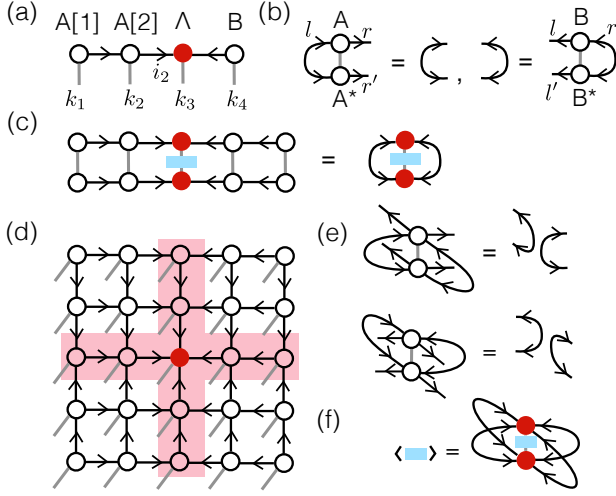 (a)
A[1] A[2] Λ B
i₂
k₁ k₂ k₃ k₄
(b)
A B
l r = , = l r
r' l'
A* B*
(c)
=
(d)
(e)
=
=
(f)
‹ › =